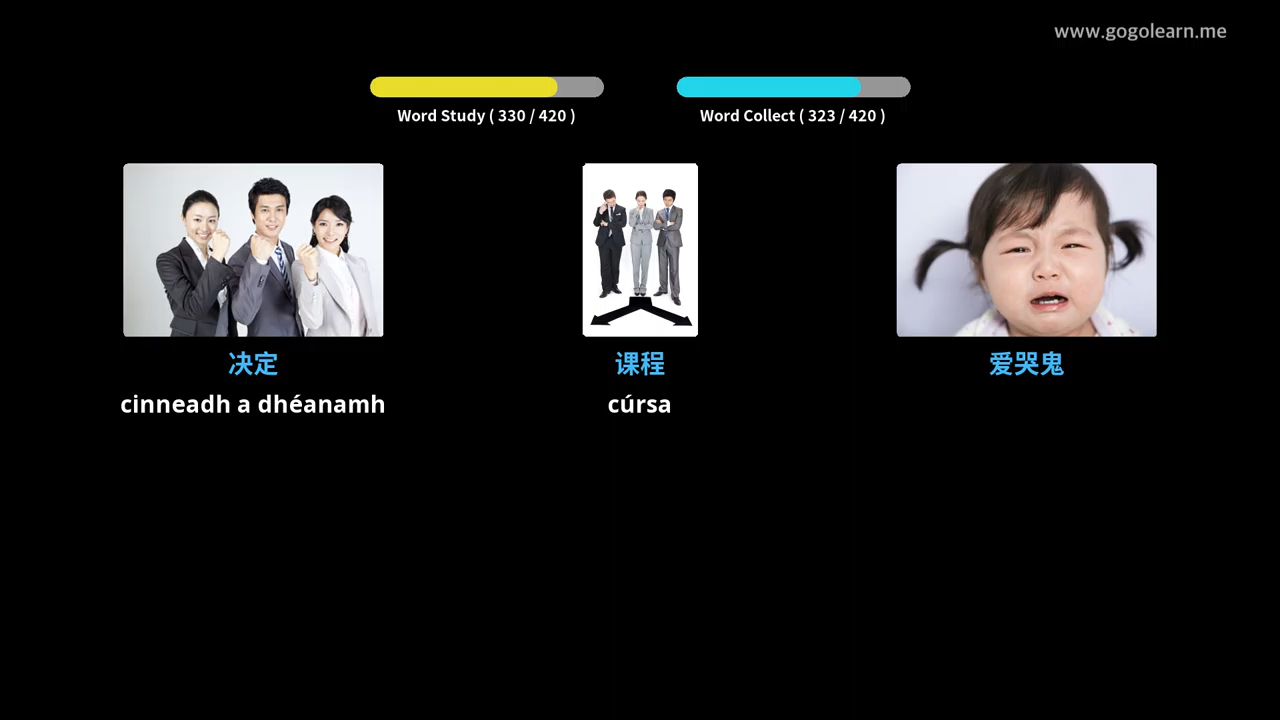 www.gogolearn.me
Word Study ( 330 / 420 )
Word Collect ( 323 / 420 )
决定
课程
爱哭鬼
cinneadh a dhéanamh
cúrsa